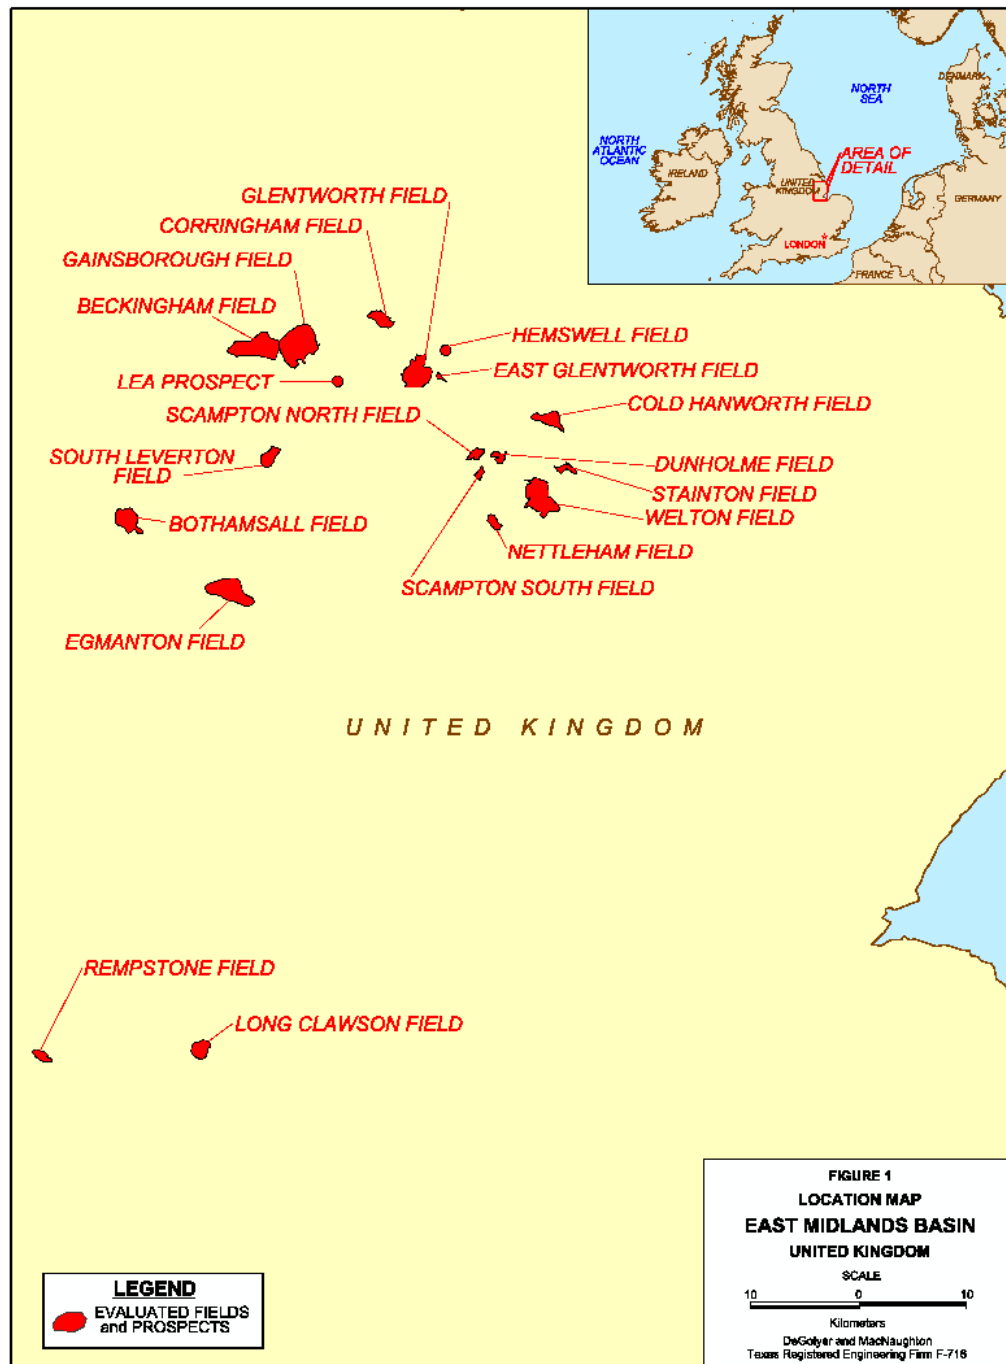 NORTH
SEA
DENMARK
NORTH
ATLANTIC
OCEAN
IRELAND
UNITED
KINGDOM
AREA OF
DETAIL
GERMANY
LONDON
FRANCE
GLENTWORTH FIELD
CORRINGHAM FIELD
GAINSBOROUGH FIELD
BECKINGHAM FIELD
HEMSWELL FIELD
LEA PROSPECT
EAST GLENTWORTH FIELD
SCAMPTON NORTH FIELD
COLD HANWORTH FIELD
SOUTH LEVERTON
FIELD
DUNHOLME FIELD
STAINTON FIELD
BOTHAMSALL FIELD
WELTON FIELD
NETTLEHAM FIELD
SCAMPTON SOUTH FIELD
EGMANTON FIELD
UNITED KINGDOM
REMPSTONE FIELD
LONG CLAWSON FIELD
FIGURE 1
LOCATION MAP
EAST MIDLANDS BASIN
UNITED KINGDOM
SCALE
10 0 10
Kilometers
DeGolyer and MacNaughton
Texas Registered Engineering Firm F-716
LEGEND
EVALUATED FIELDS
and PROSPECTS